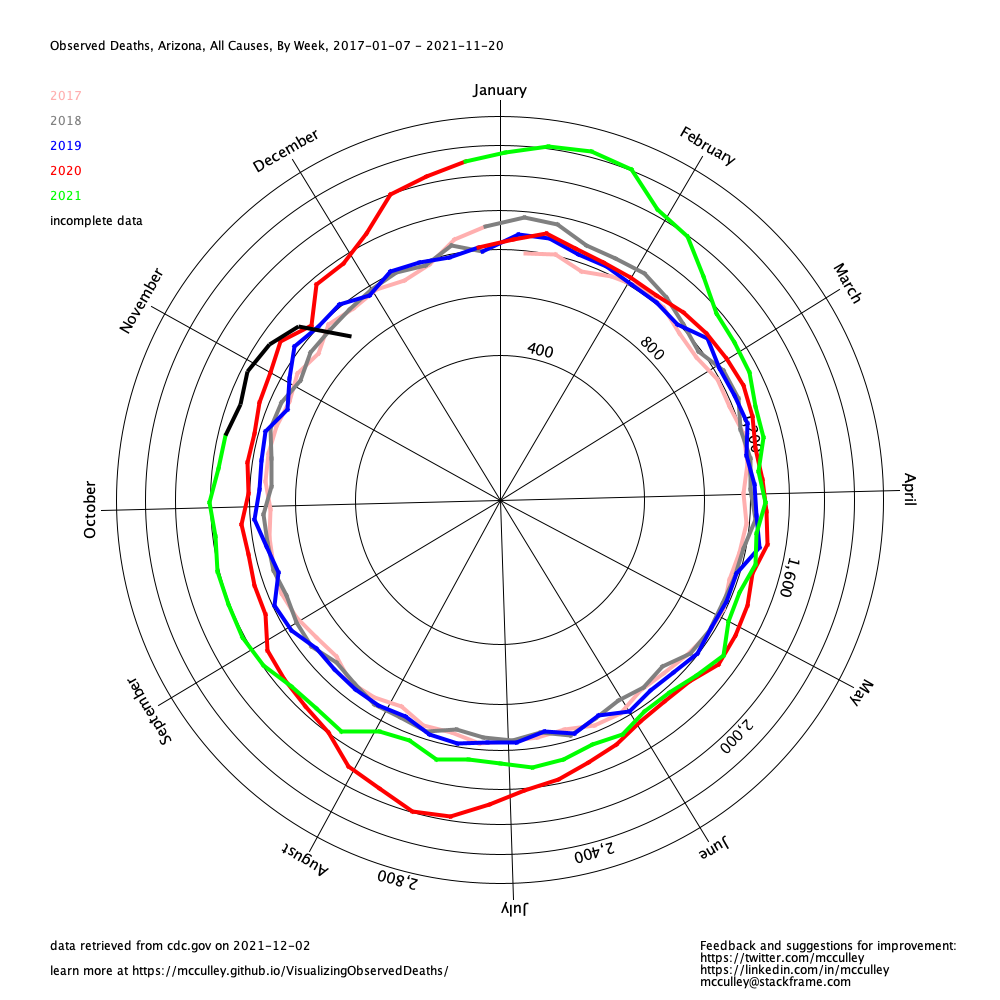 Observed Deaths, Arizona, All Causes, By Week, 2017-01-07 - 2021-11-20
January
2017
2018
2019
2020
2021
incomplete data
December
February
November
March
400
800
1,200
October
April
1,600
September
May
2,000
August
June
2,400
2,800
July
data retrieved from cdc.gov on 2021-12-02
learn more at https://mcculley.github.io/VisualizingObservedDeaths/
Feedback and suggestions for improvement:
https://twitter.com/mcculley
https://linkedin.com/in/mcculley
mcculley@stackframe.com